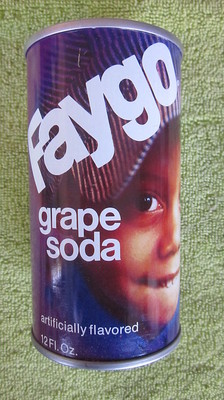 Faygo
grape
soda
artificially flavored
12 Fl. Oz.